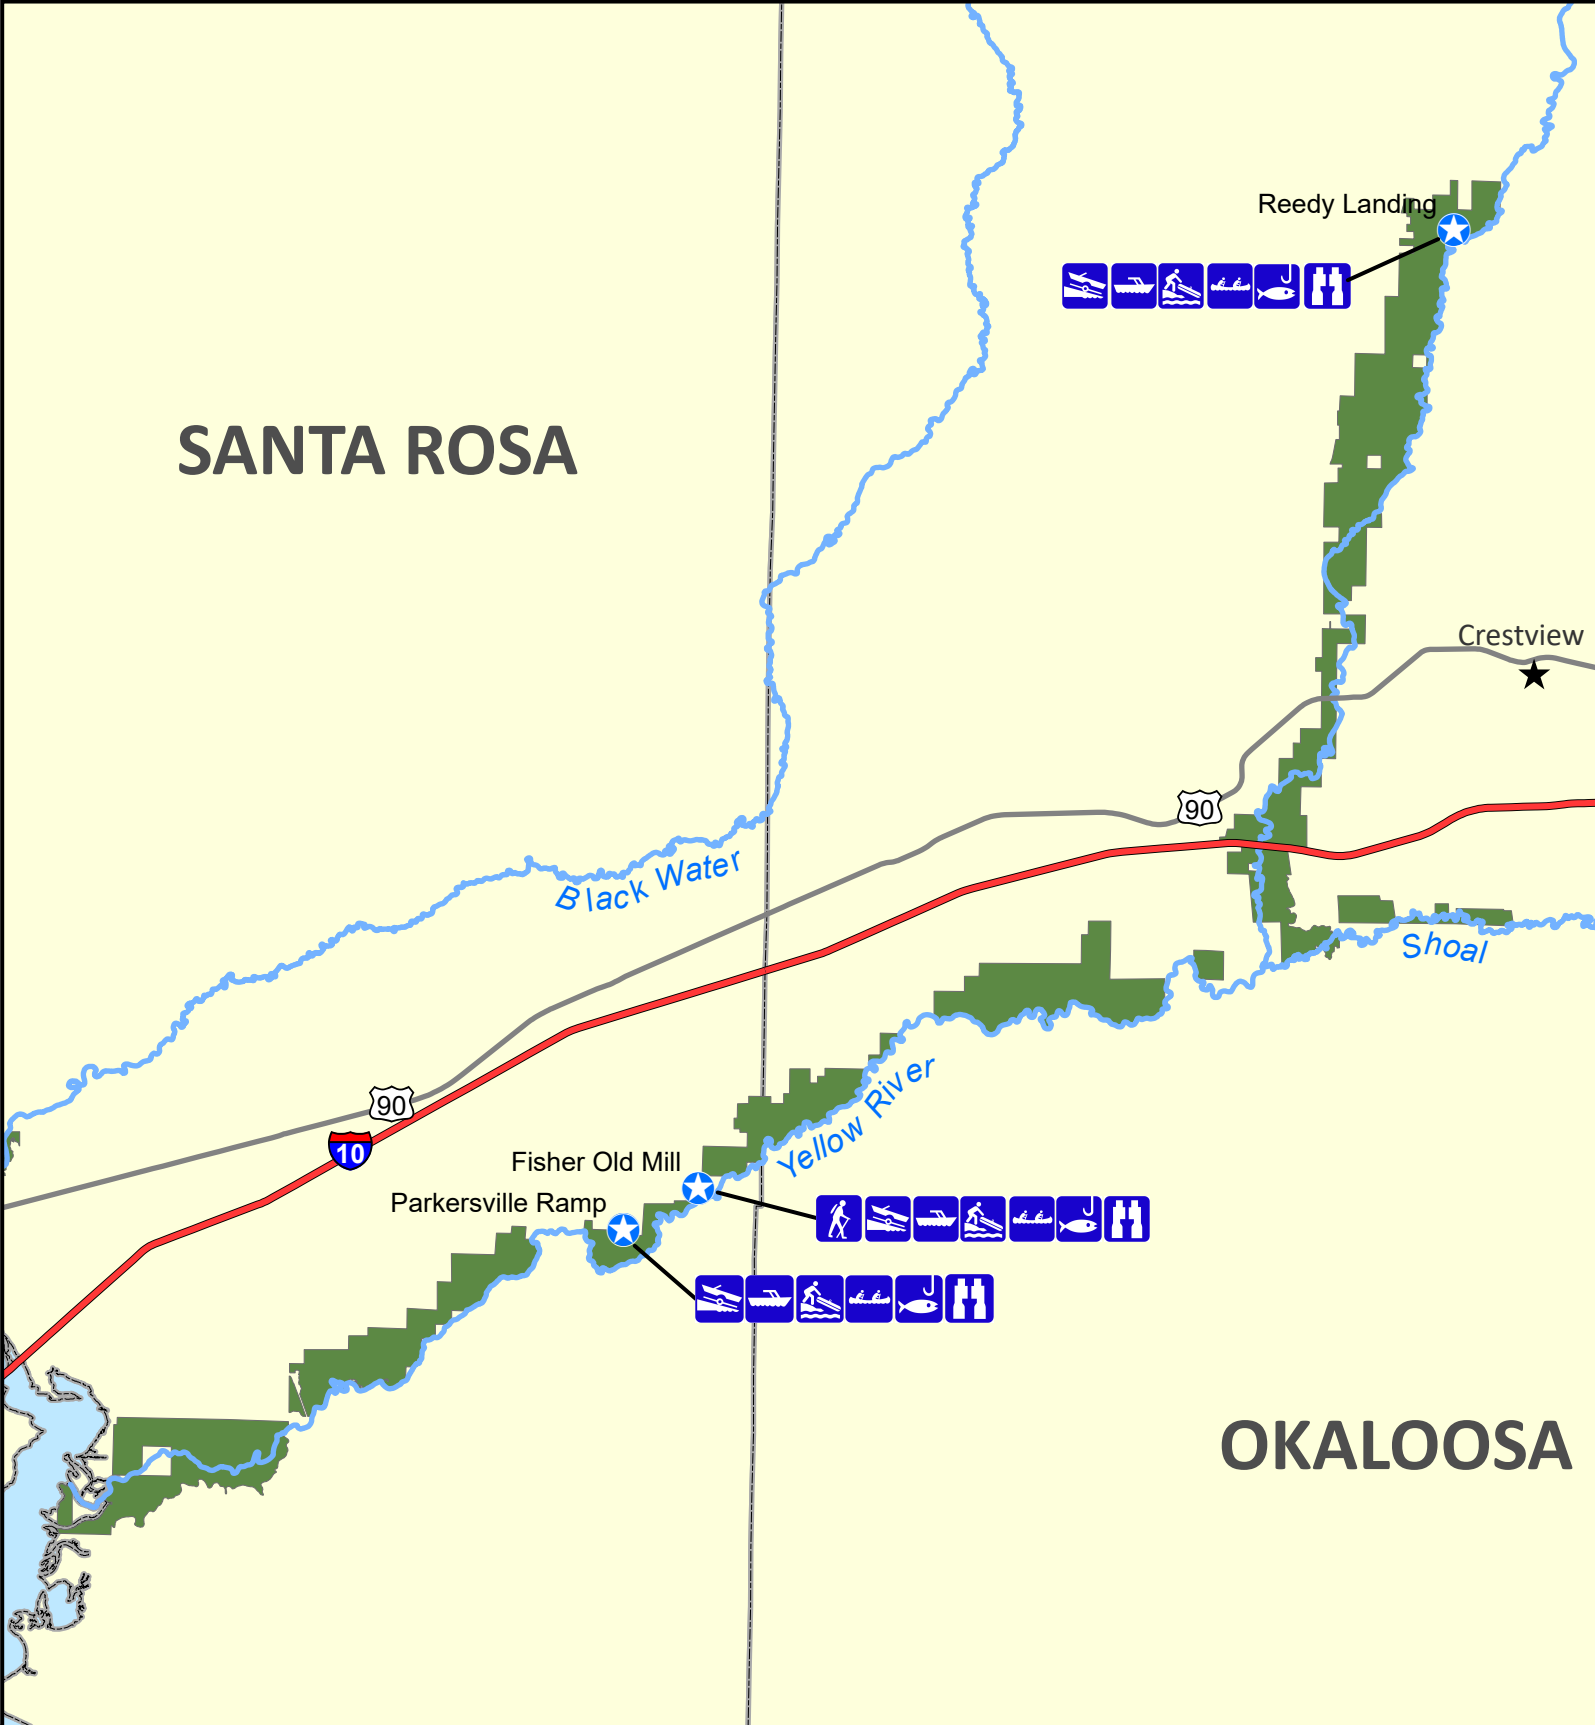 Reedy Landing
SANTA ROSA
Crestview
90
Black Water
Shoal
Yellow River
90
10
Fisher Old Mill
Parkersville Ramp
OKALOOSA